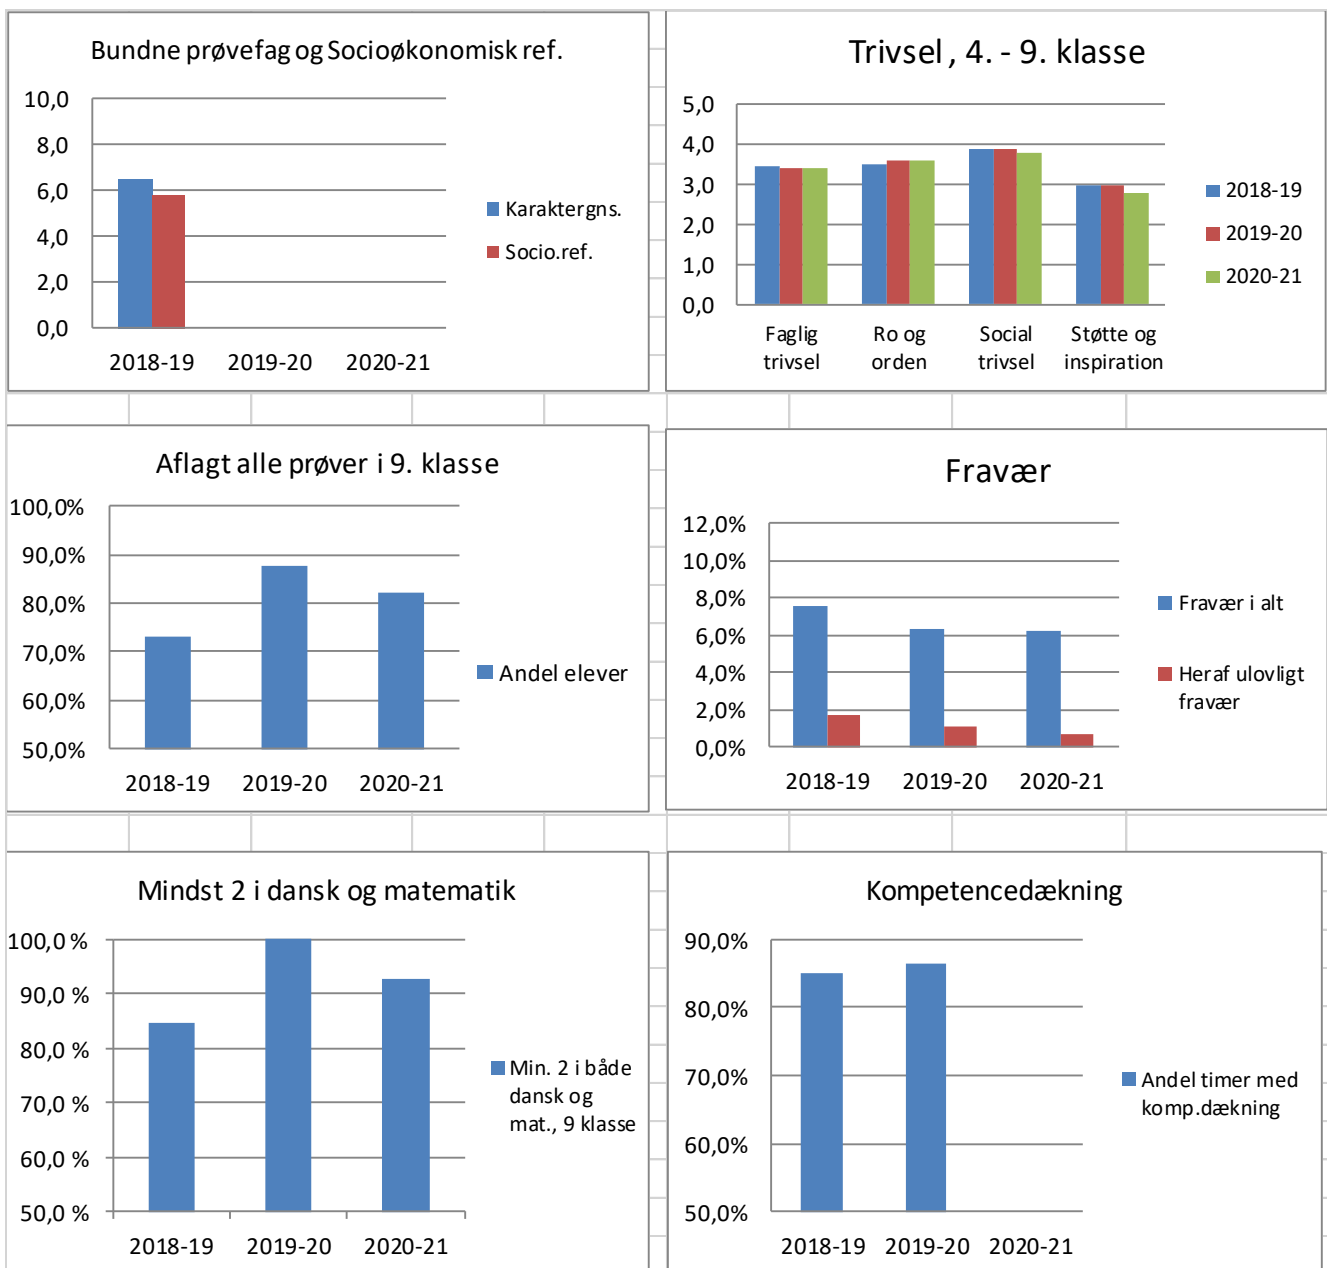 Bundne prøvefag og Socioøkonomisk ref.
10,0
8,0
6,0
4,0
2,0
0,0
2018-19 2019-20 2020-21
Karaktergns.
Socio.ref.
Trivsel, 4. - 9. klasse
5,0
4,0
3,0
2,0
1,0
0,0
Faglig trivsel
Ro og orden
Social trivsel
Støtte og inspiration
2018-19
2019-20
2020-21
Aflagt alle prøver i 9. klasse
100,0%
90,0%
80,0%
70,0%
60,0%
50,0%
2018-19 2019-20 2020-21
Andel elever
Fravær
12,0%
10,0%
8,0%
6,0%
4,0%
2,0%
0,0%
2018-19 2019-20 2020-21
Fravær i alt
Heraf ulovligt
fravær
Mindst 2 i dansk og matematik
100,0 %
90,0 %
80,0 %
70,0 %
60,0 %
50,0 %
2018-19 2019-20 2020-21
Min. 2 i både
dansk og
mat., 9 klasse
Kompetencedækning
90,0%
80,0%
70,0%
60,0%
50,0%
2018-19 2019-20 2020-21
Andel timer med
komp.dækning